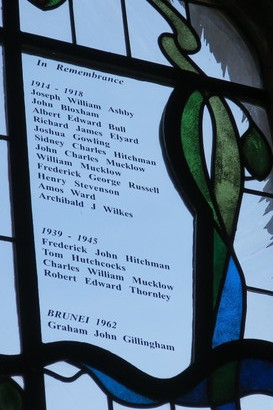 In Remembrance
1914 - 1918
Joseph William Ashby
John Bloxham
Albert Edward Bull
Richard James Elyard
Joshua Gowling
Sidney Charles Hitchman
John Charles Mucklow
William Mucklow
Frederick George Russell
Henry Stevenson
Amos Ward
Archibald J Wilkes
1939 - 1945
Frederick John Hitchman
Tom Hutchcocks
Charles William Mucklow
Robert Edward Thornley
BRUNEI 1962
Graham John Gillingham